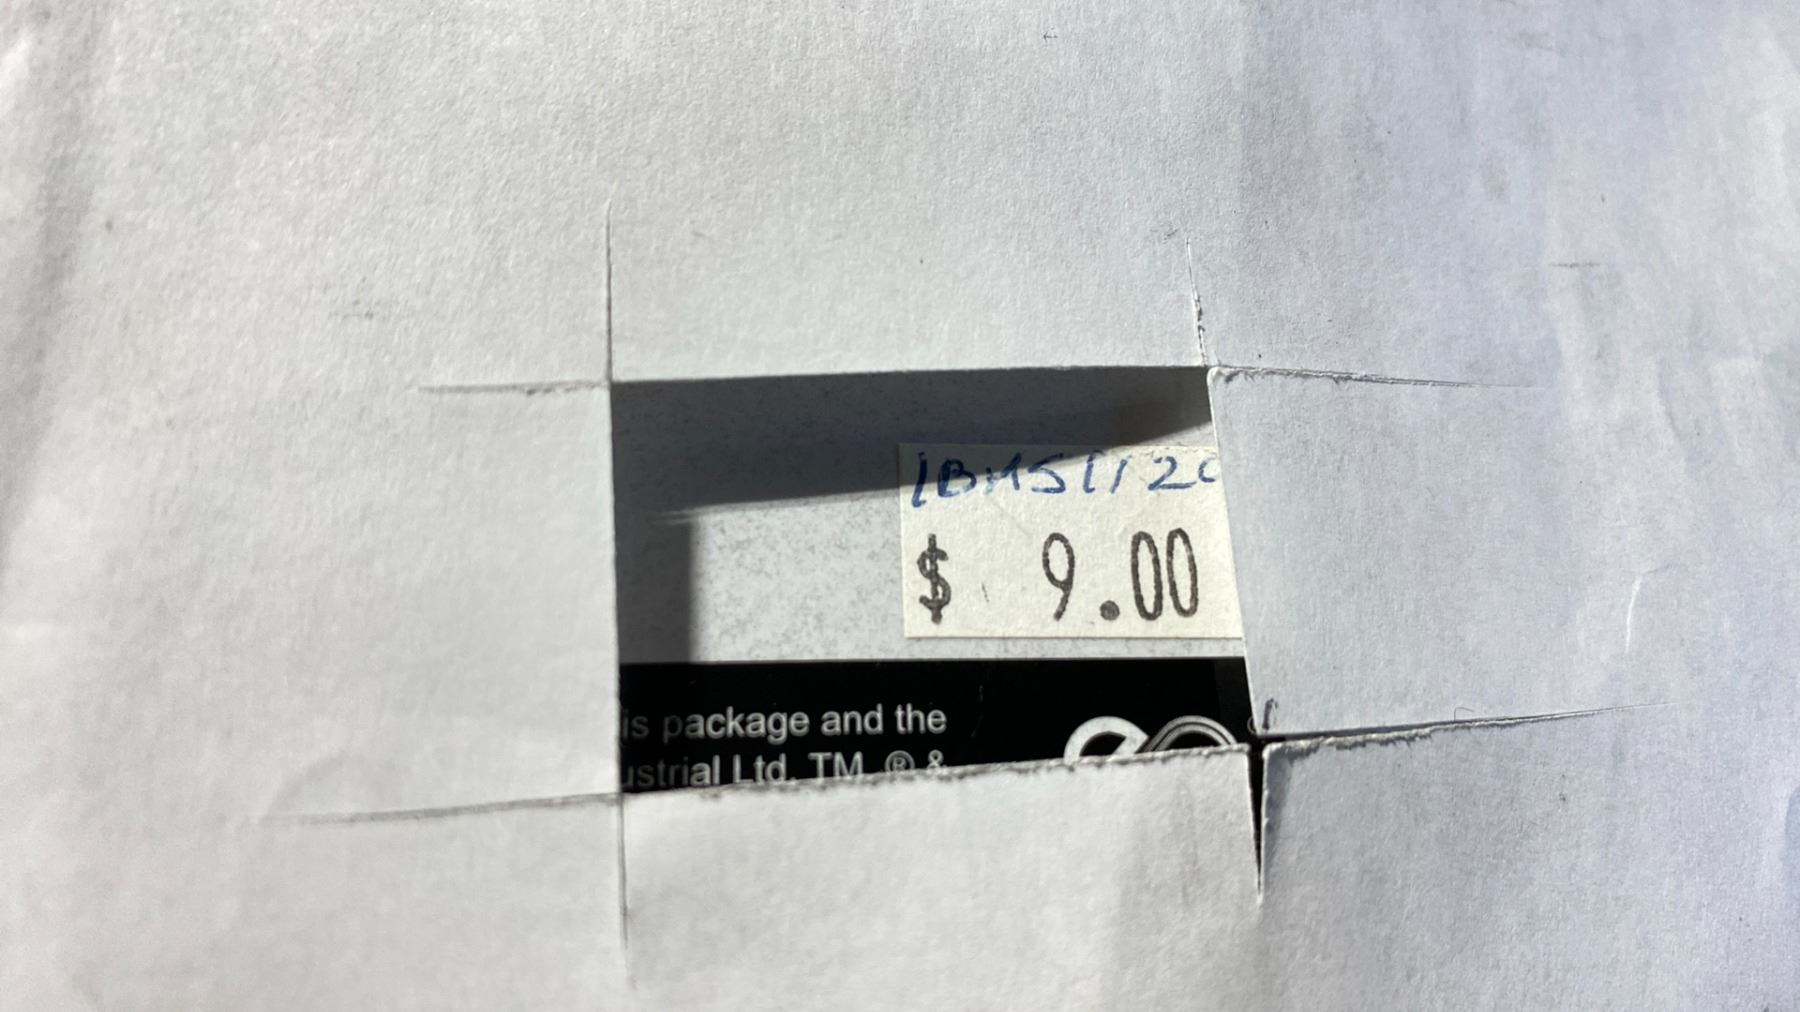 $ 9.00
is package and the
ustrial Ltd. TM ® &